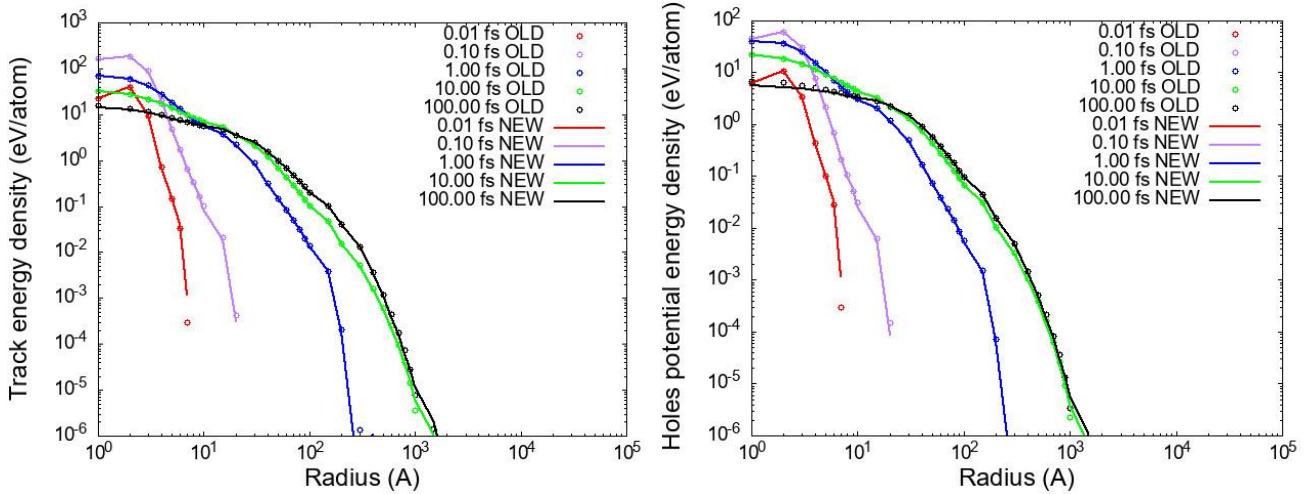 Track energy density (eV/atom)
10^3
10^2
10^1
10^0
10^-1
10^-2
10^-3
10^-4
10^-5
10^-6
0.01 fs OLD
0.10 fs OLD
1.00 fs OLD
10.00 fs OLD
100.00 fs OLD
0.01 fs NEW
0.10 fs NEW
1.00 fs NEW
10.00 fs NEW
100.00 fs NEW
10^0 10^1 10^2 10^3 10^4 10^5
Radius (A)
Holes potential energy density (eV/atom)
10^2
10^1
10^0
10^-1
10^-2
10^-3
10^-4
10^-5
10^-6
0.01 fs OLD
0.10 fs OLD
1.00 fs OLD
10.00 fs OLD
100.00 fs OLD
0.01 fs NEW
0.10 fs NEW
1.00 fs NEW
10.00 fs NEW
100.00 fs NEW
10^0 10^1 10^2 10^3 10^4 10^5
Radius (A)